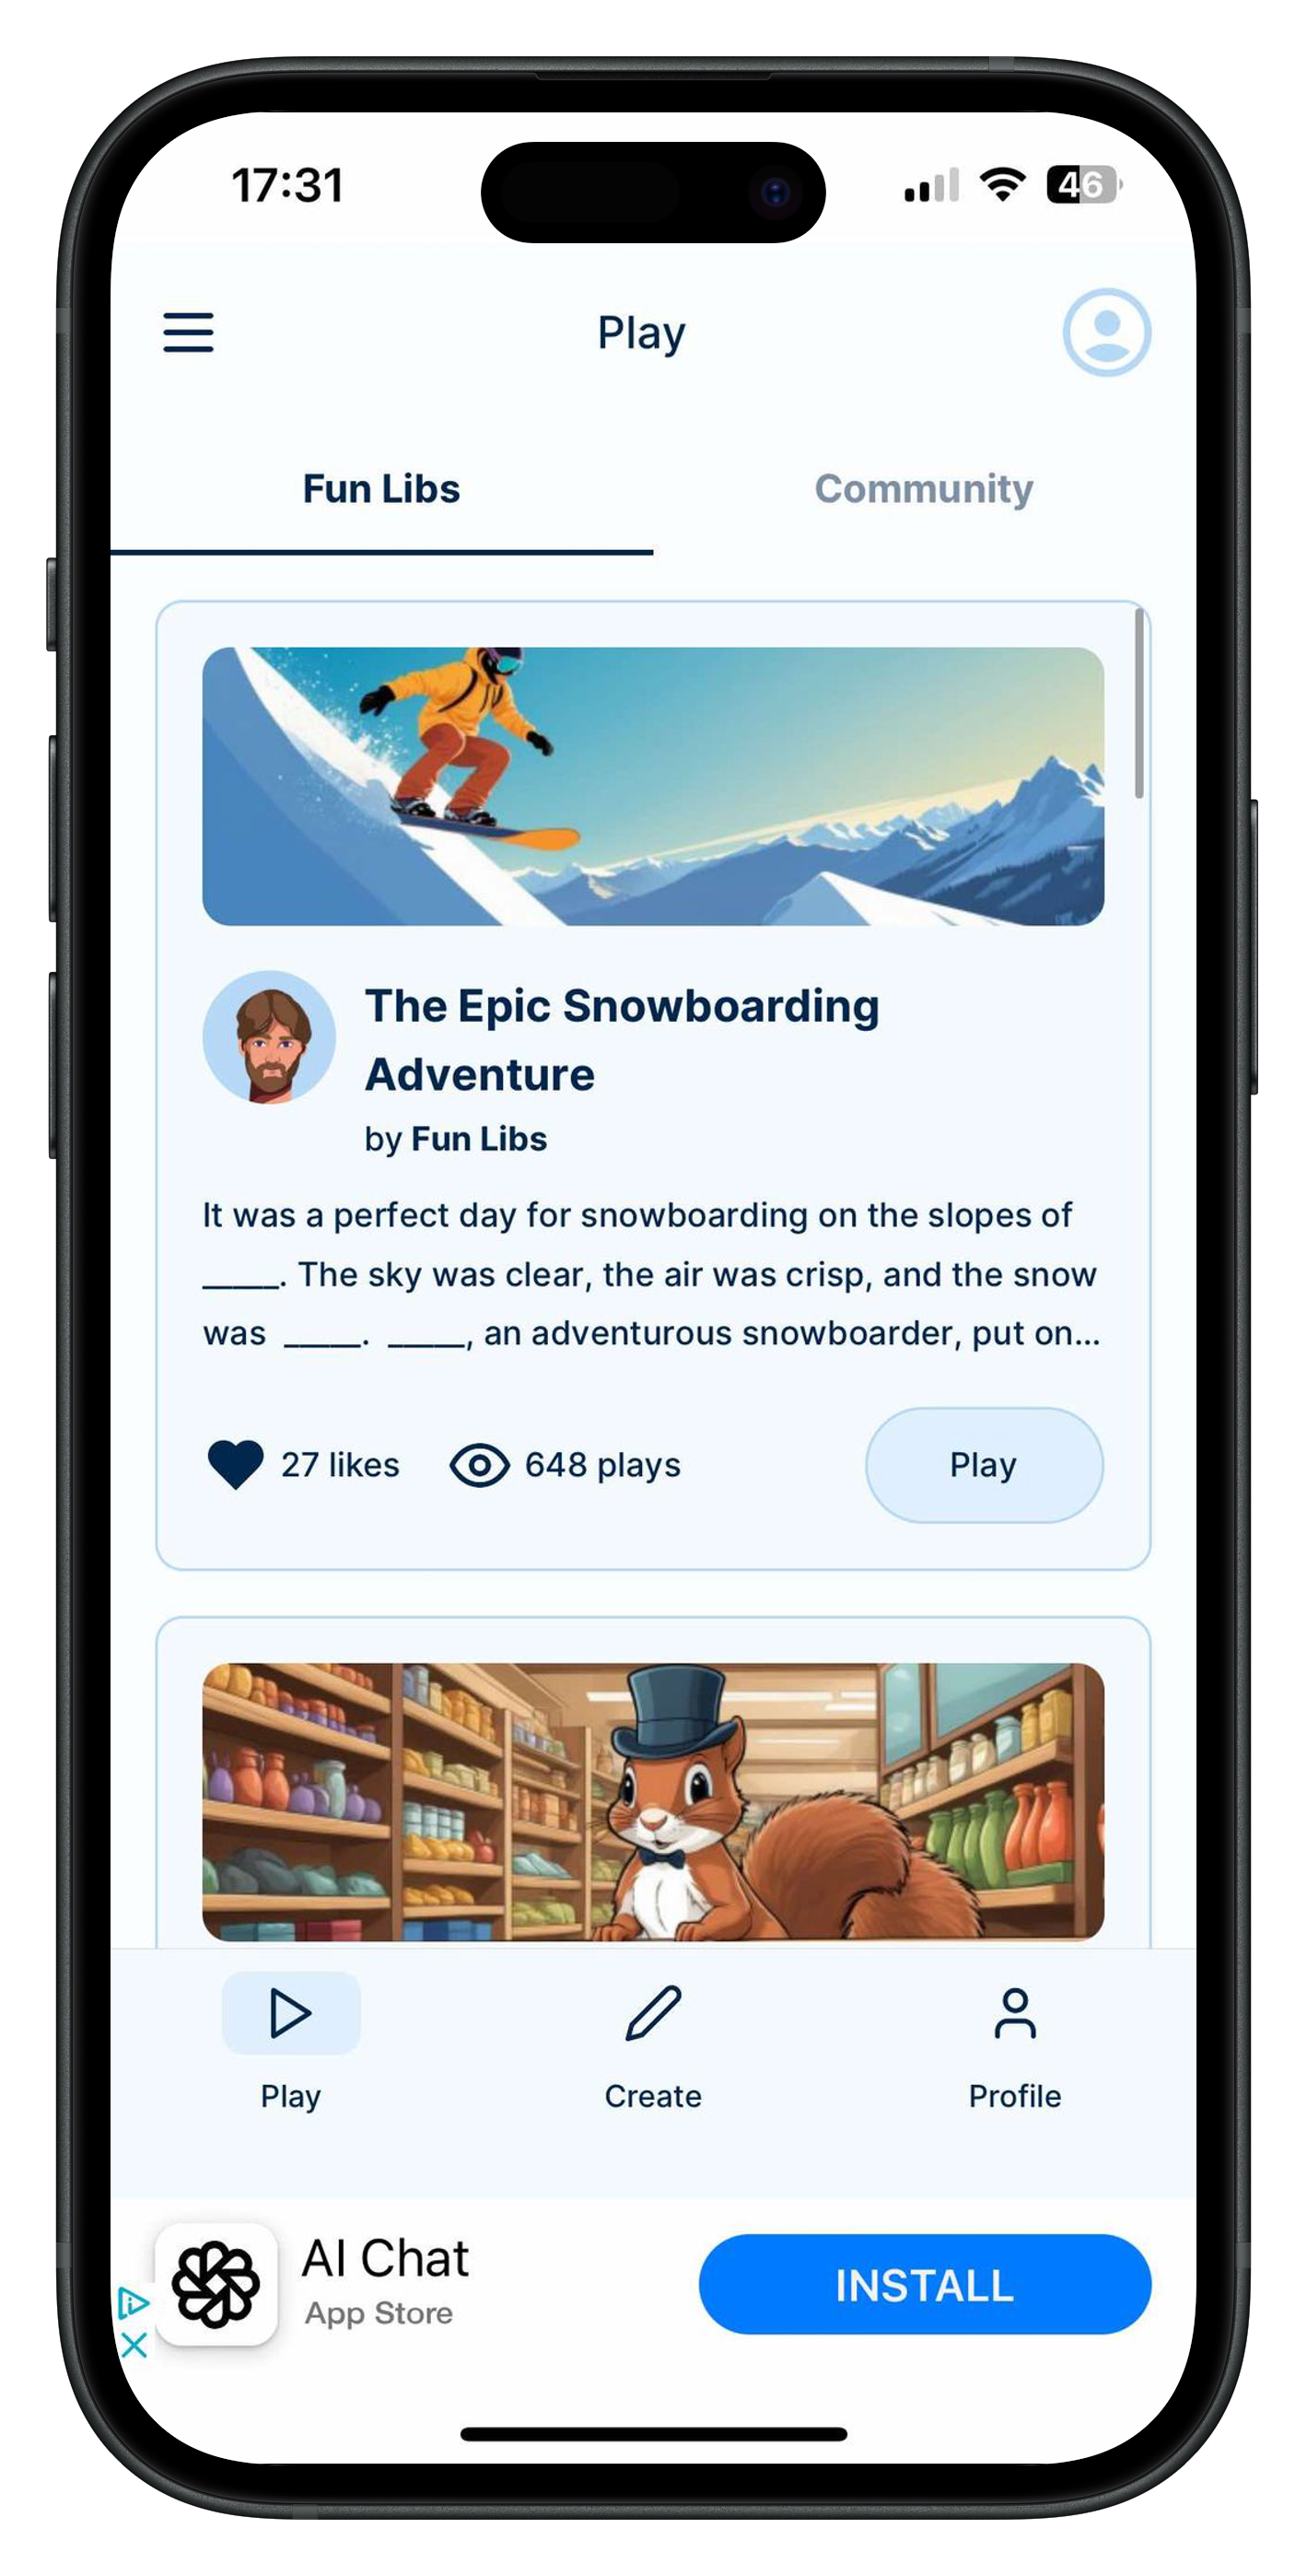 17:31
46
Play
Fun Libs
Community
The Epic Snowboarding
Adventure
by Fun Libs
It was a perfect day for snowboarding on the slopes of
_____. The sky was clear, the air was crisp, and the snow
was _____. _____, an adventurous snowboarder, put on...
27 likes
648 plays
Play
Play
Create
Profile
AI Chat
App Store
INSTALL